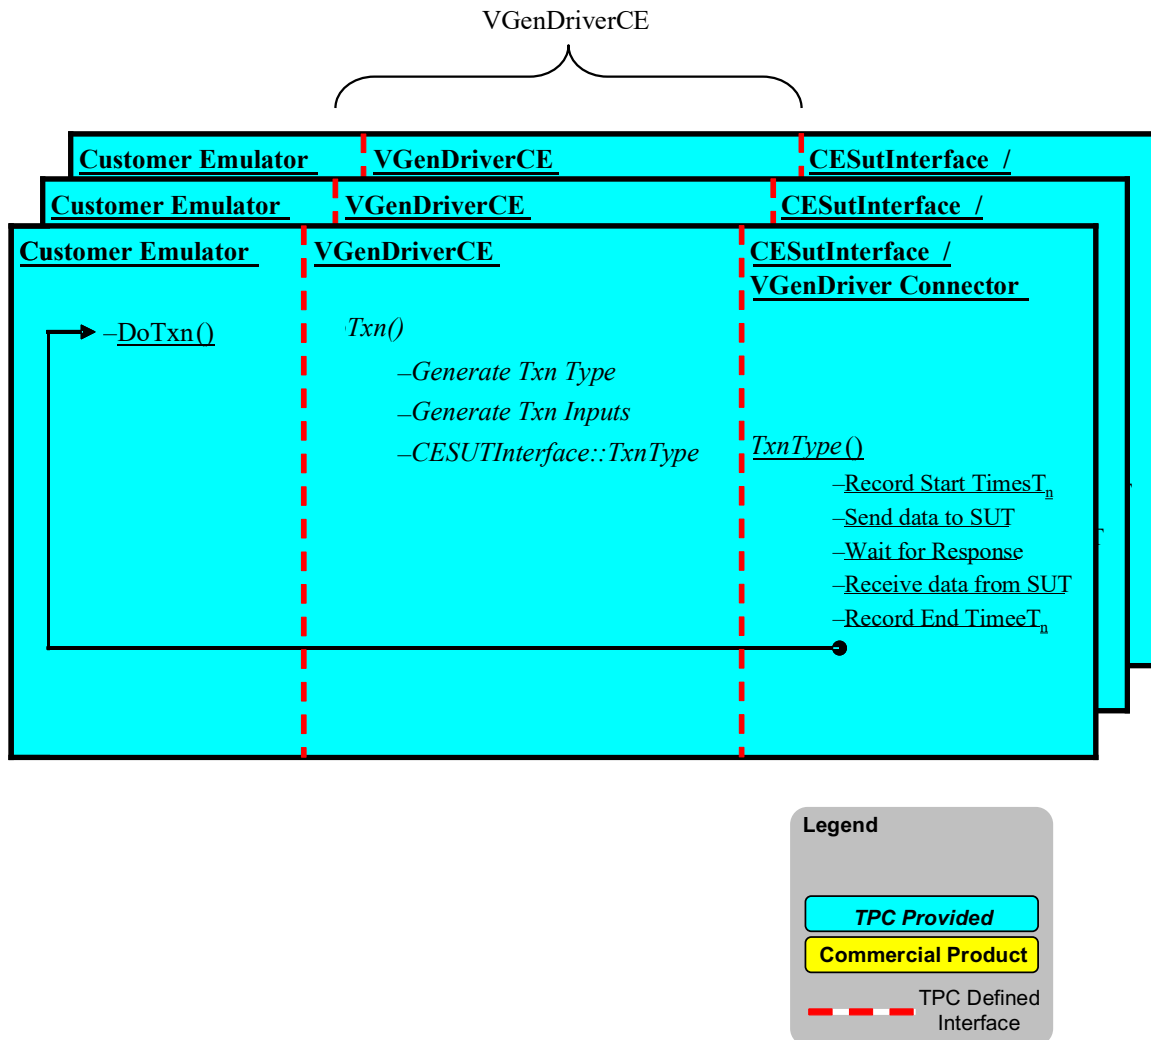 VGenDriverCE
Customer Emulator VGenDriverCE CESutInterface /
Customer Emulator VGenDriverCE CESutInterface /
Customer Emulator VGenDriverCE CESutInterface /
VGenDriver Connector
–DoTxn()
Txn()
–Generate Txn Type
–Generate Txn Inputs
–CESUTInterface::TxnType
TxnType()
–Record Start TimesTn
–Send data to SUT
–Wait for Response
–Receive data from SUT
–Record End TimeeTn
Legend
TPC Provided
Commercial Product
TPC Defined
Interface